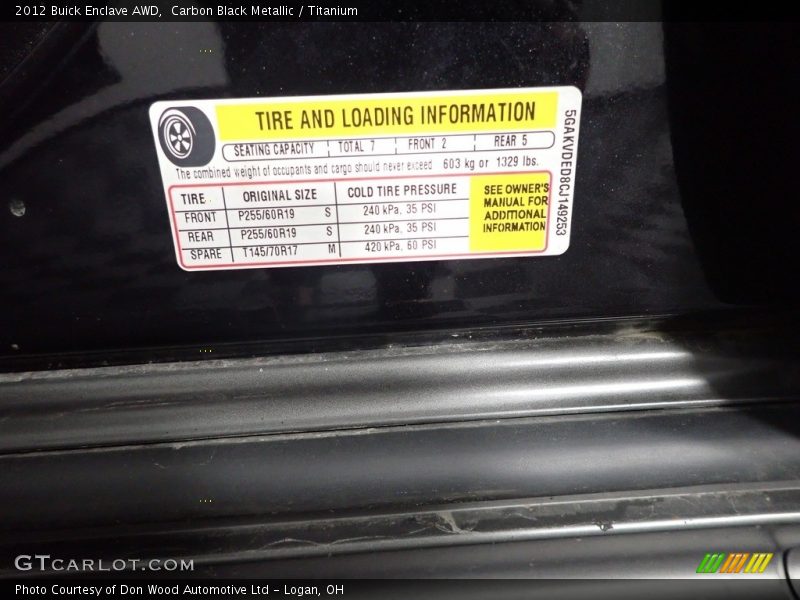 2012 Buick Enclave AWD,  Carbon Black Metallic / Titanium
TIRE AND LOADING INFORMATION
SEATING CAPACITY TOTAL 7 FRONT 2 REAR 5
The combined weight of occupants and cargo should never exceed 603 kg or 1329 lbs.
TIRE ORIGINAL SIZE COLD TIRE PRESSURE
FRONT P255/60R19 S 240 kPa, 35 PSI
REAR P255/60R19 S 240 kPa, 35 PSI
SPARE T145/70R17 M 420 kPa, 60 PSI
SEE OWNER'S
MANUAL FOR
ADDITIONAL
INFORMATION
5GAKVDED8CJ149253
GTCARLOT.COM
Photo Courtesy of Don Wood Automotive Ltd - Logan, OH